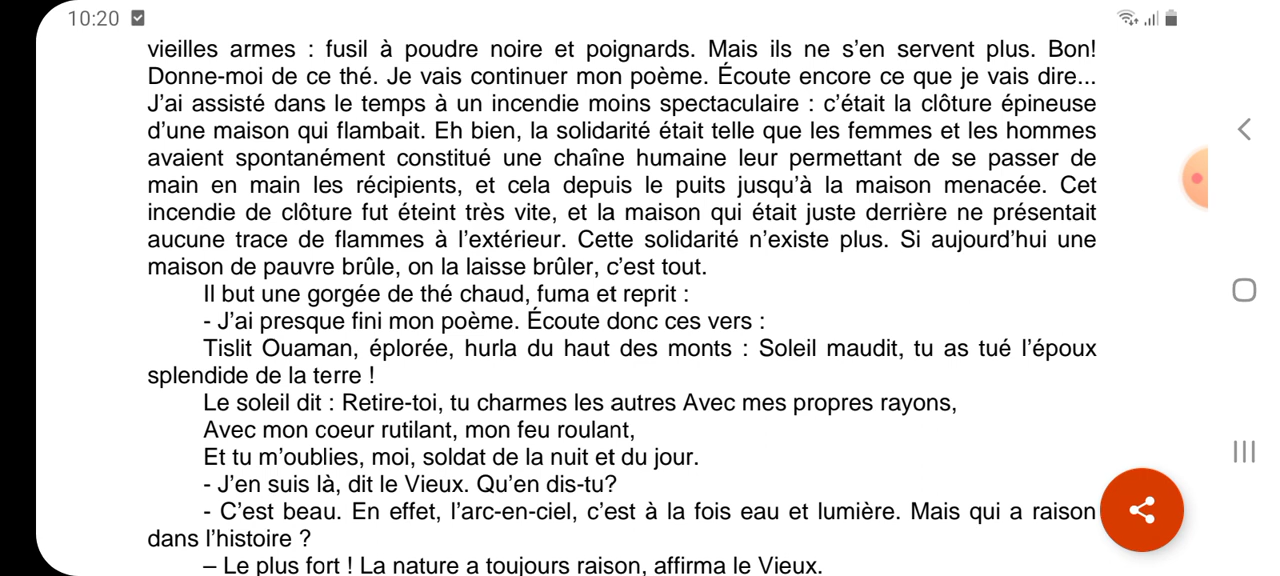 10:20
vieilles armes : fusil à poudre noire et poignards. Mais ils ne s’en servent plus. Bon!
Donne-moi de ce thé. Je vais continuer mon poème. Écoute encore ce que je vais dire...
J’ai assisté dans le temps à un incendie moins spectaculaire : c’était la clôture épineuse
d’une maison qui flambait. Eh bien, la solidarité était telle que les femmes et les hommes
avaient spontanément constitué une chaîne humaine leur permettant de se passer de
main en main les récipients, et cela depuis le puits jusqu’à la maison menacée. Cet
incendie de clôture fut éteint très vite, et la maison qui était juste derrière ne présentait
aucune trace de flammes à l’extérieur. Cette solidarité n’existe plus. Si aujourd’hui une
maison de pauvre brûle, on la laisse brûler, c’est tout.
Il but une gorgée de thé chaud, fuma et reprit :
- J’ai presque fini mon poème. Écoute donc ces vers :
Tislit Ouaman, éplorée, hurla du haut des monts : Soleil maudit, tu as tué l’époux
splendide de la terre !
Le soleil dit : Retire-toi, tu charmes les autres Avec mes propres rayons,
Avec mon coeur rutilant, mon feu roulant,
Et tu m’oublies, moi, soldat de la nuit et du jour.
- J’en suis là, dit le Vieux. Qu’en dis-tu?
- C’est beau. En effet, l’arc-en-ciel, c’est à la fois eau et lumière. Mais qui a raison
dans l’histoire ?
– Le plus fort ! La nature a toujours raison, affirma le Vieux.